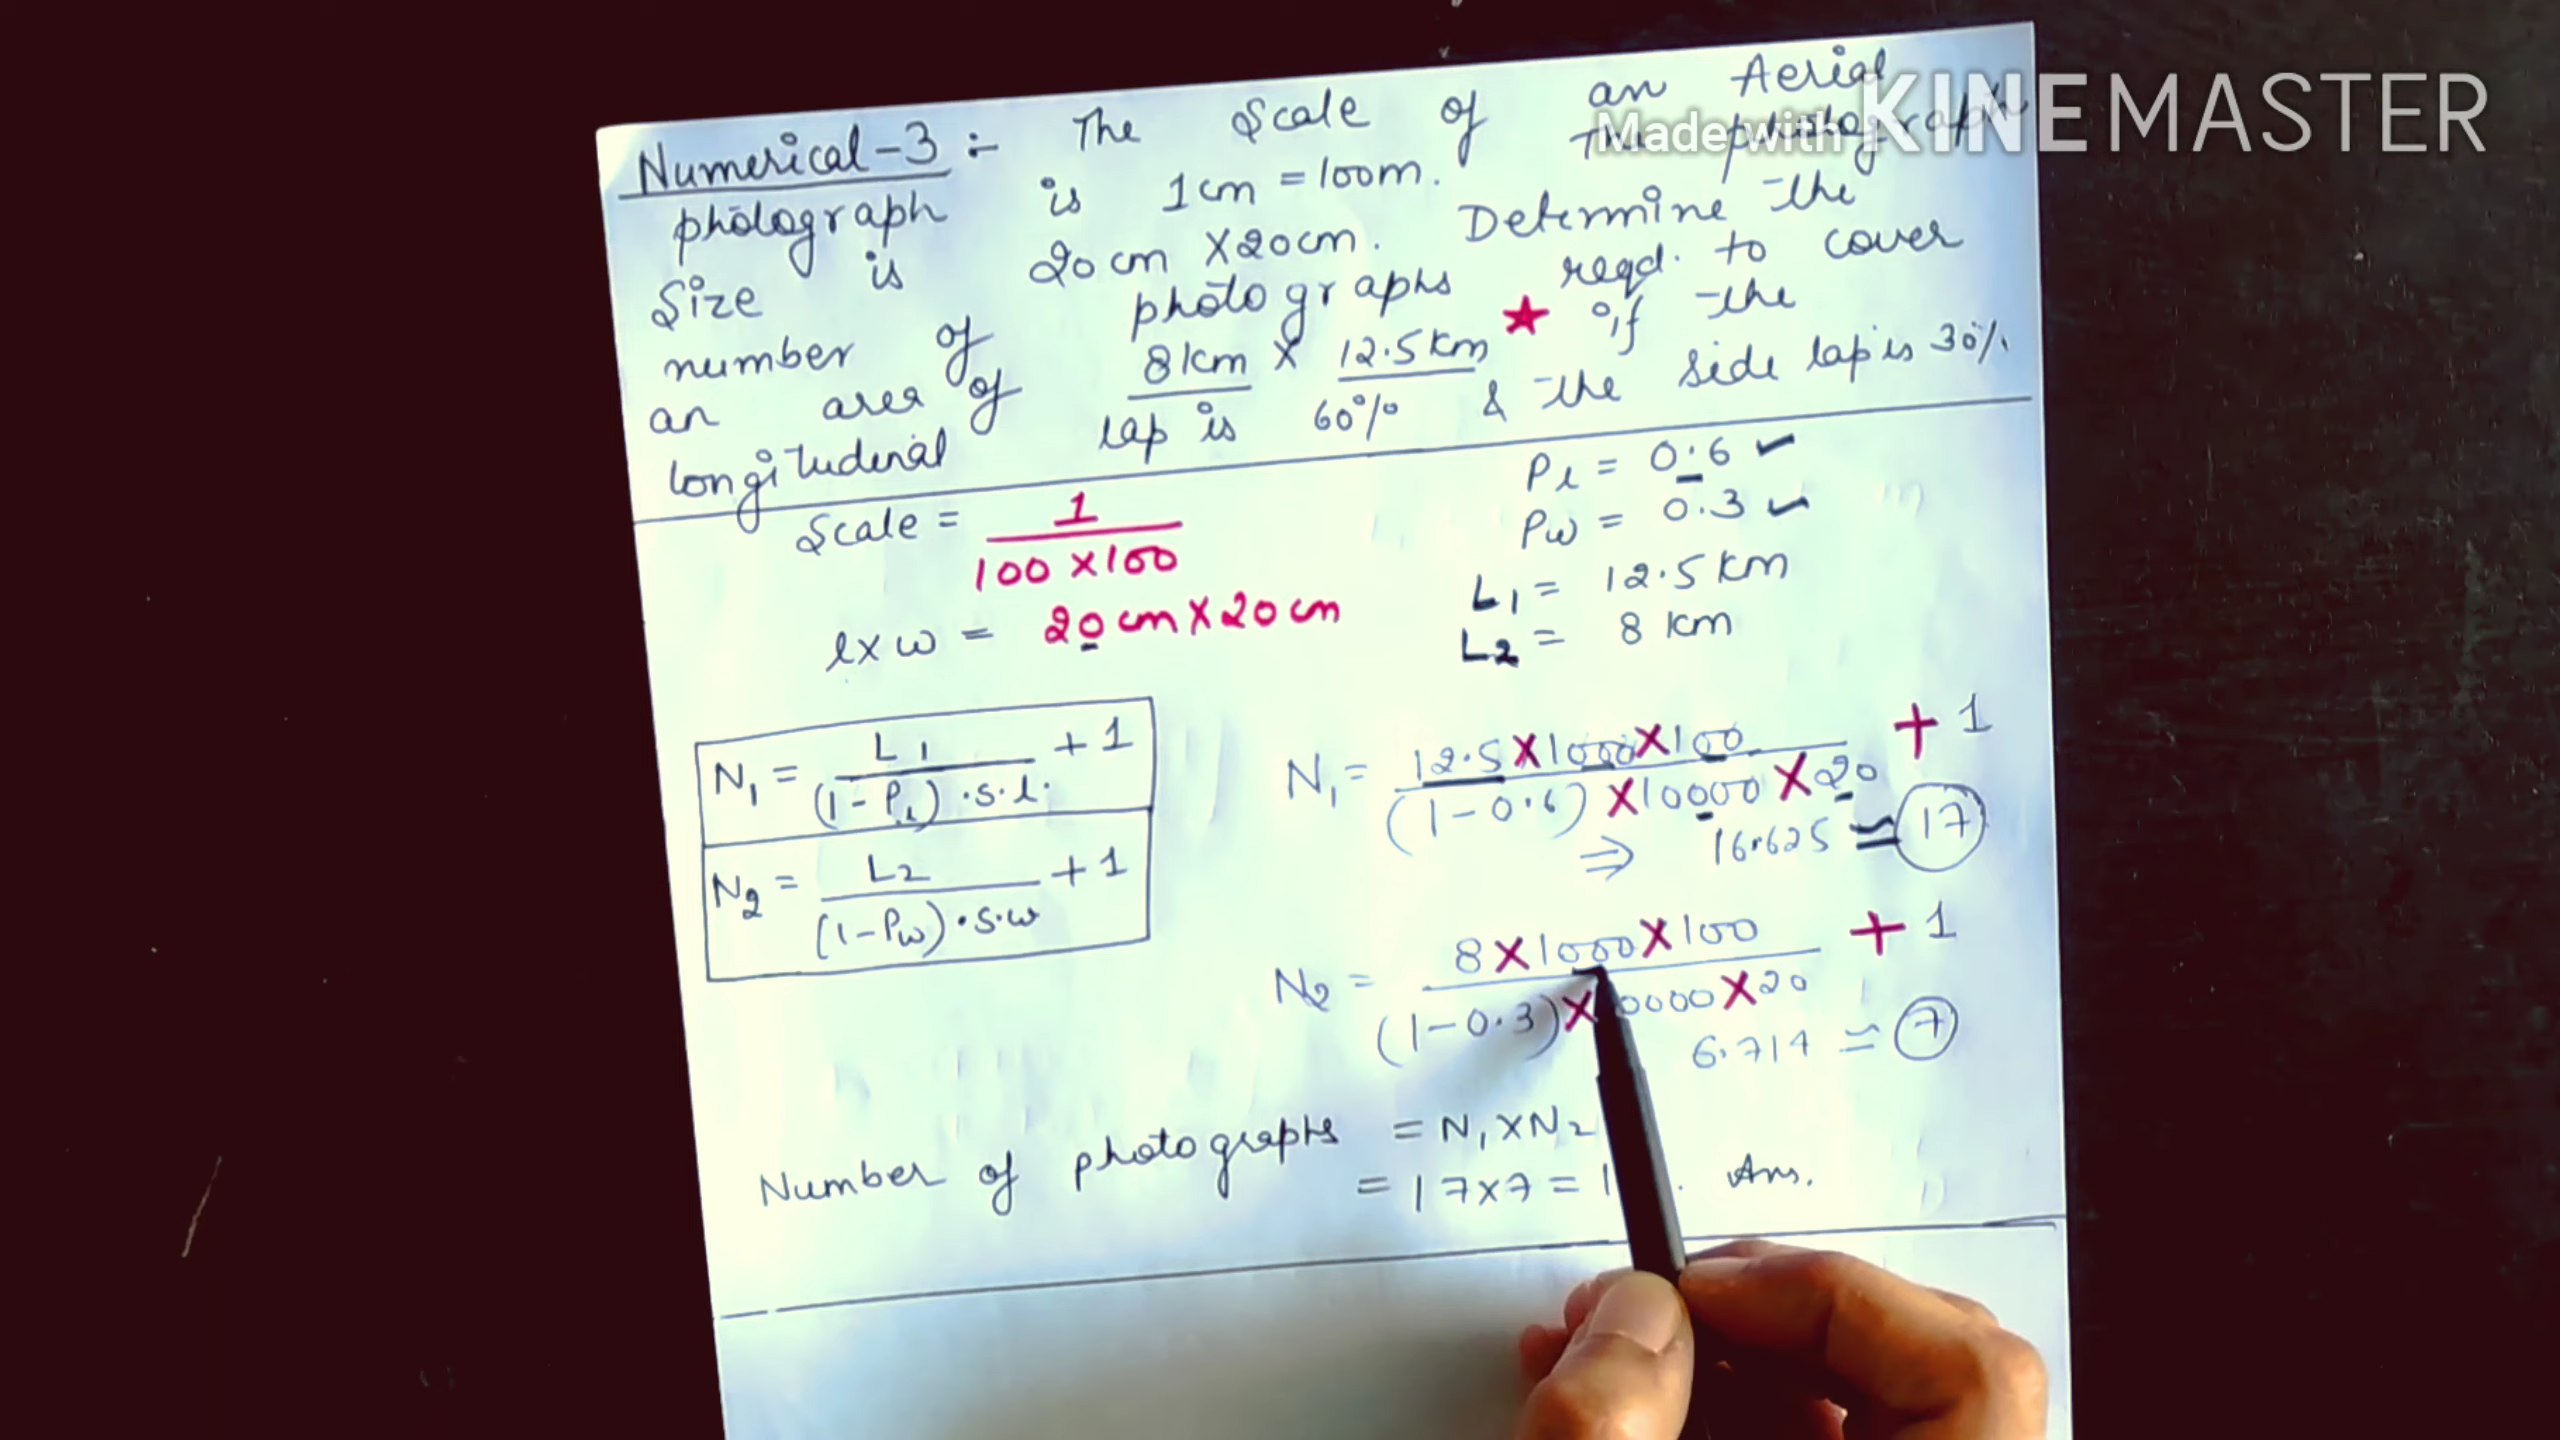 Numerical-3 :- The Scale of an Aerial
photograph is 1cm = 100m. The photograph
Size is 20cm X 20cm. Determine the
number of photographs reqd. to cover
an area of 8km X 12.5km ★ if the
longitudinal lap is 60% & the side lap is 30%
Scale = 1 / 100 X 100
l x w = 20cm X 20cm
Pl = 0.6 ✓
Pw = 0.3 ✓
L1 = 12.5 km
L2 = 8 km
N1 = L1 / (1 - Pl) . s . l . + 1
N2 = L2 / (1 - Pw) . s . w + 1
N1 = 12.5 X 1000 X 100 / (1 - 0.6) X 10000 X 20 + 1
⇒ 16.625 ≃ 17
N2 = 8 X 1000 X 100 / (1 - 0.3) X 0000 X 20 + 1
6.714 ≃ 7
Number of photographs = N1 X N2
= 17 x 7 = 1 . Ans.
Made with KINEMASTER